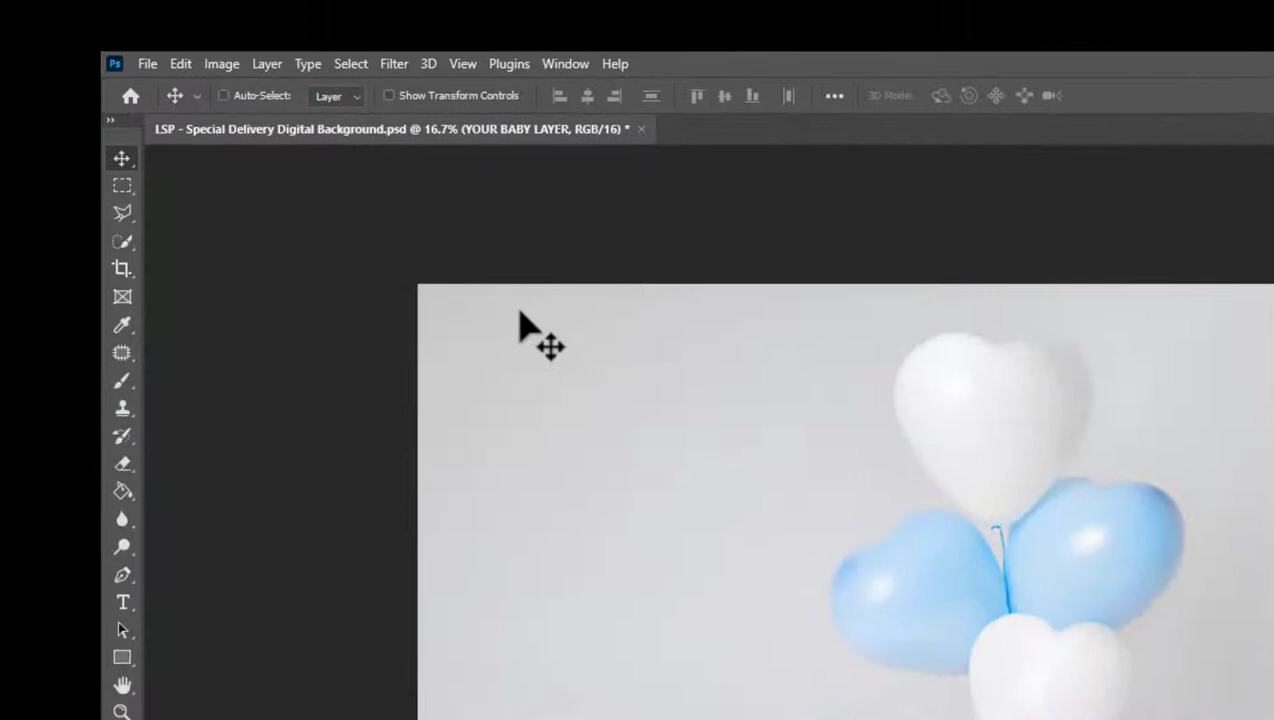 Ps File Edit Image Layer Type Select Filter 3D View Plugins Window Help
Auto-Select: Layer Show Transform Controls 3D Mode:
LSP - Special Delivery Digital Background.psd @ 16.7% (YOUR BABY LAYER, RGB/16) *